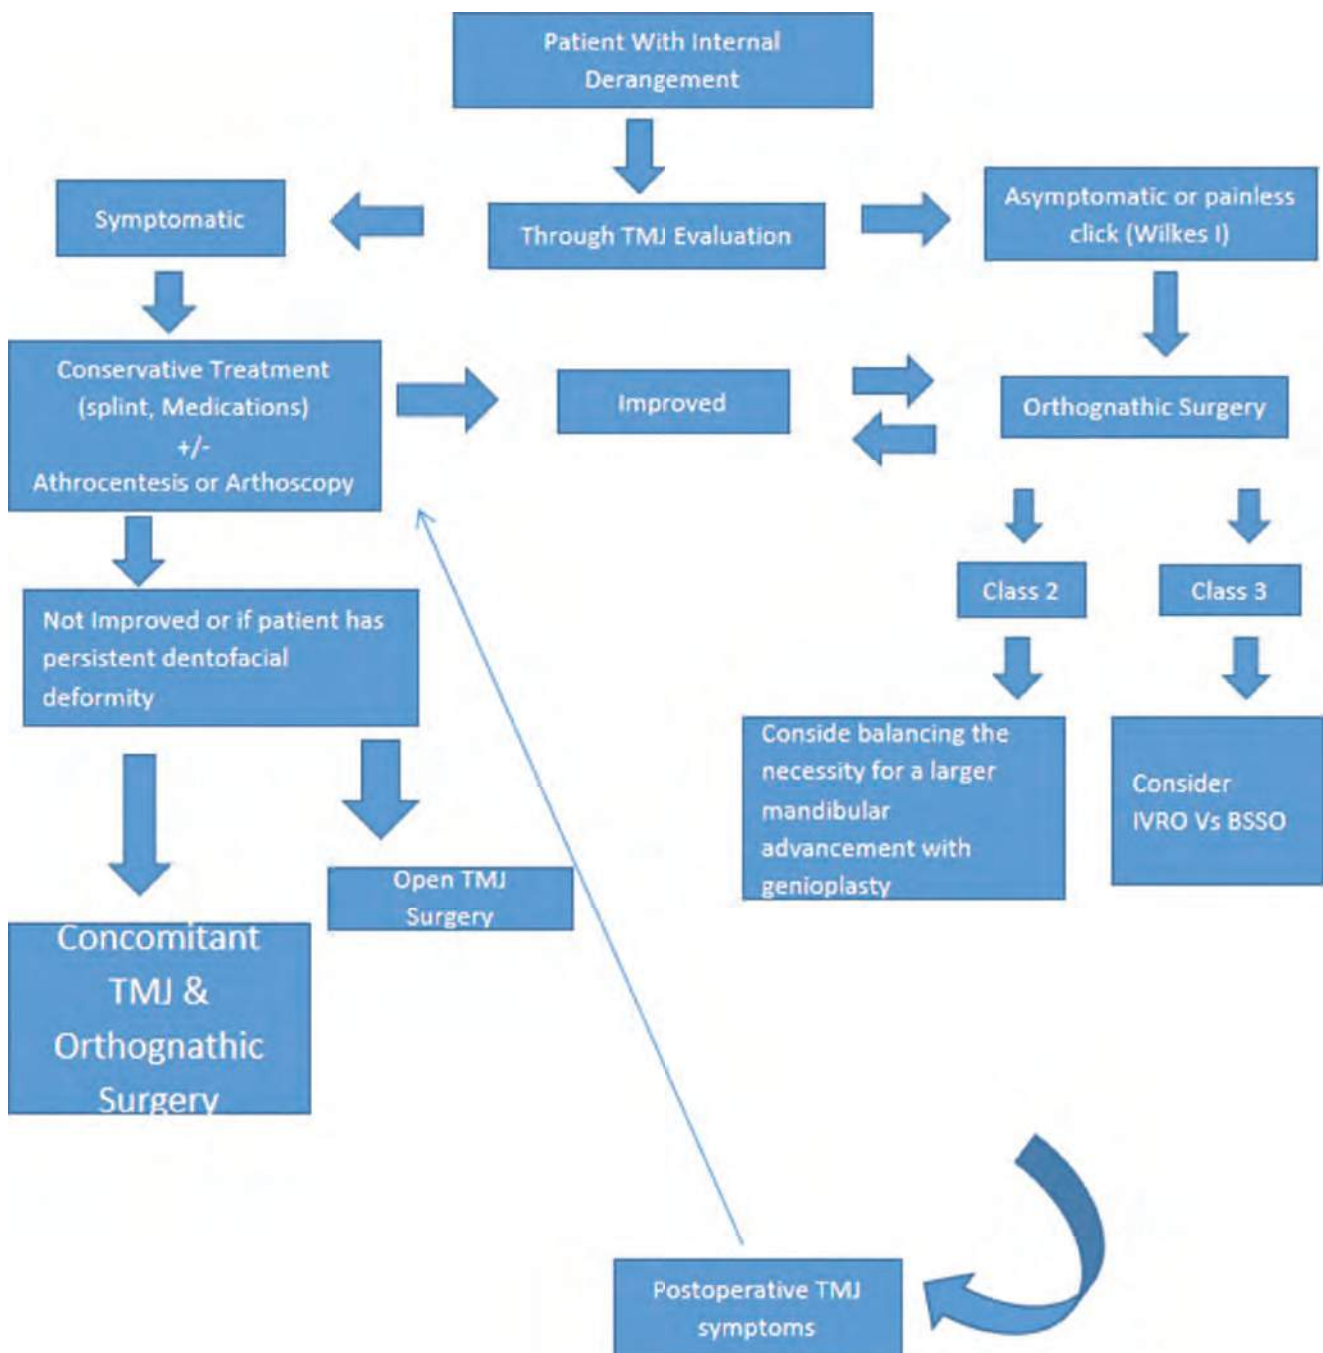 Patient With Internal
Derangement
Symptomatic
Through TMJ Evaluation
Asymptomatic or painless
click (Wilkes I)
Conservative Treatment
(splint, Medications)
+/-
Athrocentesis or Arthoscopy
Improved
Orthognathic Surgery
Class 2
Class 3
Not Improved or if patient has
persistent dentofacial
deformity
Conside balancing the
necessity for a larger
mandibular
advancement with
genioplasty
Consider
IVRO Vs BSSO
Open TMJ
Surgery
Concomitant
TMJ &
Orthognathic
Surgery
Postoperative TMJ
symptoms